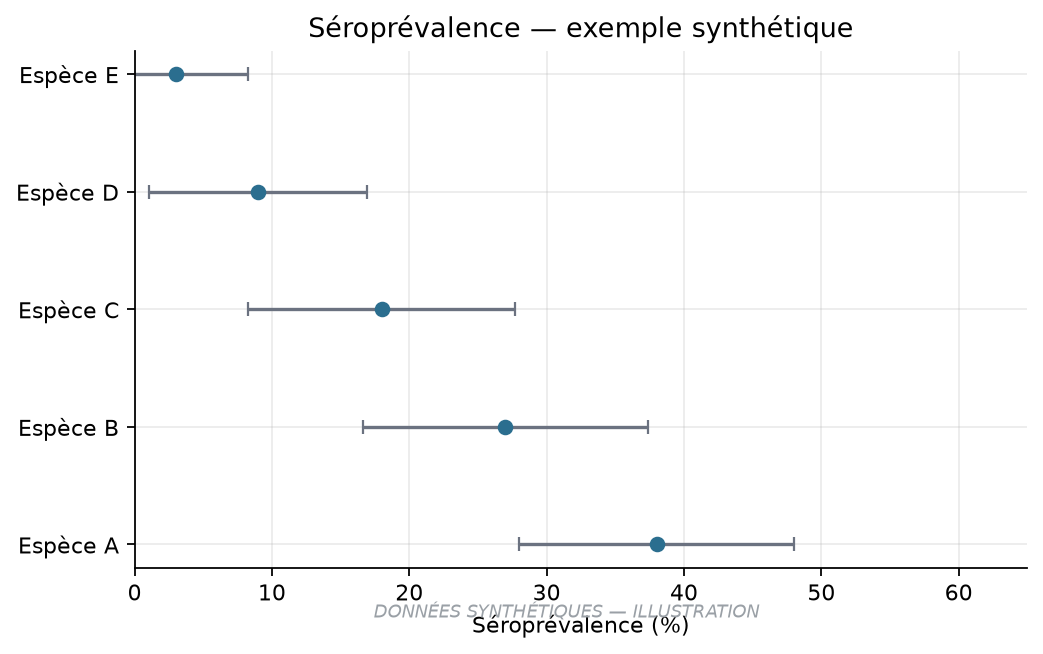 Séroprévalence — exemple synthétique
Espèce E
Espèce D
Espèce C
Espèce B
Espèce A
0 10 20 30 40 50 60
DONNÉES SYNTHÉTIQUES — ILLUSTRATION
Séroprévalence (%)